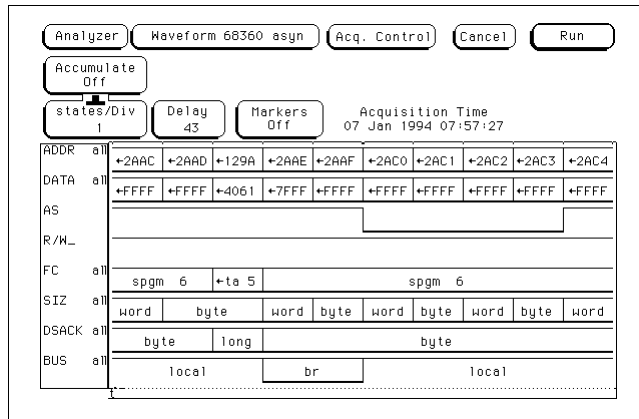 Analyzer Waveform 68360 asyn Acq. Control Cancel Run
Accumulate
Off
states/Div
1
Delay
43
Markers
Off
Acquisition Time
07 Jan 1994 07:57:27
ADDR all ←2AAC ←2AAD ←129A ←2AAE ←2AAF ←2AC0 ←2AC1 ←2AC2 ←2AC3 ←2AC4
DATA all ←FFFF ←FFFF ←4061 ←7FFF ←FFFF ←FFFF ←FFFF ←FFFF ←FFFF ←FFFF
AS
R/W_
FC all spgm 6 ←ta 5 spgm 6
SIZ all word byte word byte word byte word byte word
DSACK all byte long byte
BUS all local br local